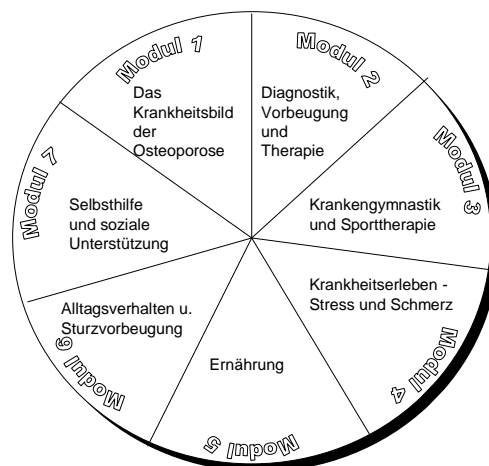 Modul 1
Das
Krankheitsbild
der
Osteoporose
Modul 2
Diagnostik,
Vorbeugung
und
Therapie
Modul 3
Krankengymnastik
und Sporttherapie
Modul 4
Krankheitserleben -
Stress und Schmerz
Modul 5
Ernährung
Modul 6
Alltagsverhalten u.
Sturzvorbeugung
Modul 7
Selbsthilfe
und soziale
Unterstützung